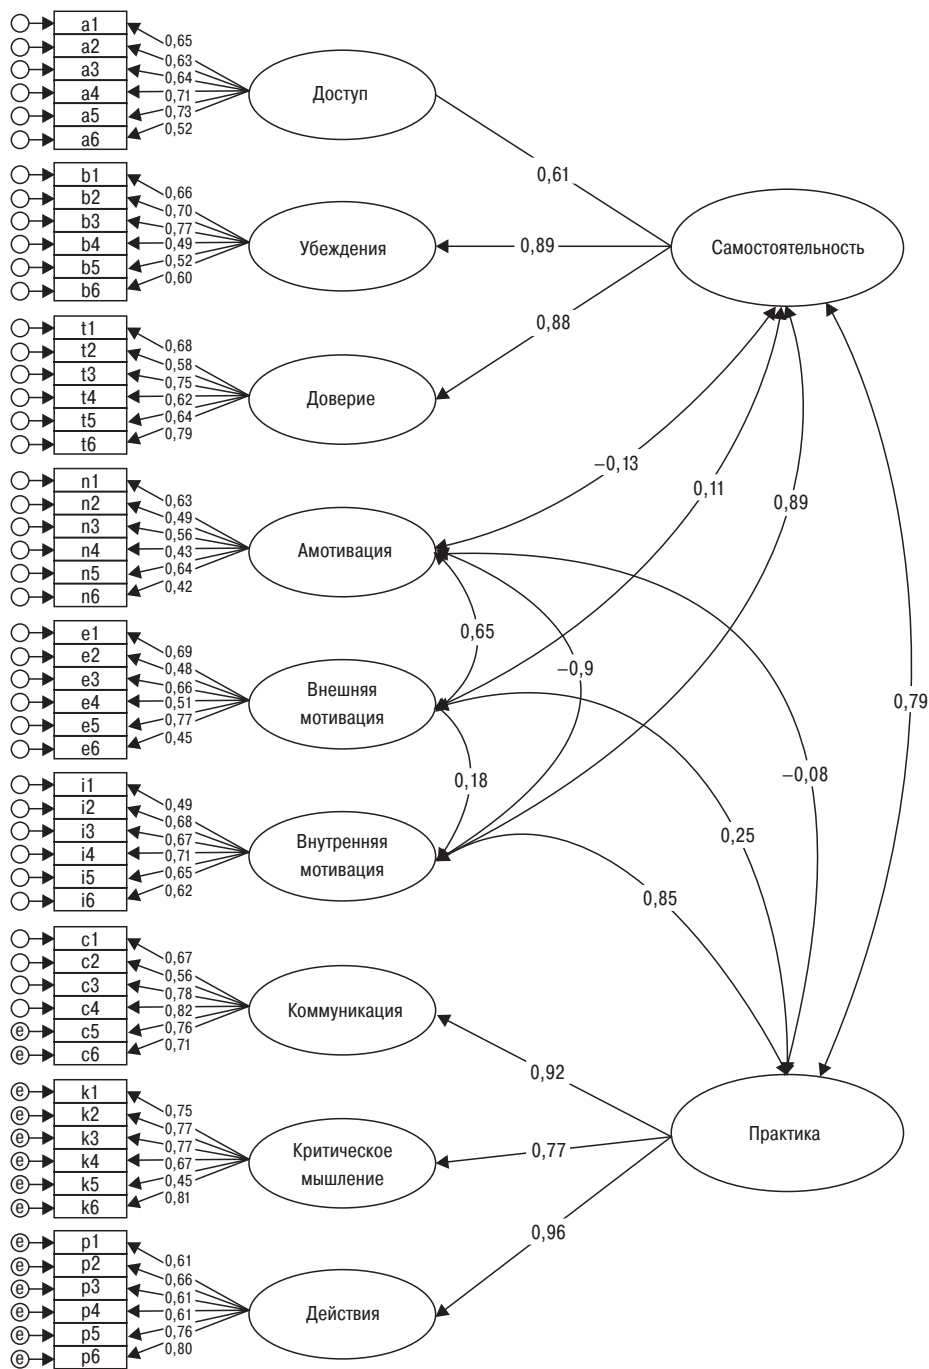 a1
a2
a3
a4
a5
a6
0,65
0,63
0,64
0,71
0,73
0,52
Доступ
0,61
b1
b2
b3
b4
b5
b6
0,66
0,70
0,77
0,49
0,52
0,60
Убеждения
0,89
Самостоятельность
t1
t2
t3
t4
t5
t6
0,68
0,58
0,75
0,62
0,64
0,79
Доверие
0,88
−0,13
0,11
0,89
n1
n2
n3
n4
n5
n6
0,63
0,49
0,56
0,43
0,64
0,42
Амотивация
0,65
−0,9
e1
e2
e3
e4
e5
e6
0,69
0,48
0,66
0,51
0,77
0,45
Внешняя
мотивация
0,79
0,18
−0,08
0,25
i1
i2
i3
i4
i5
i6
0,49
0,68
0,67
0,71
0,65
0,62
Внутренняя
мотивация
0,85
c1
c2
c3
c4
e c5
e c6
0,67
0,56
0,78
0,82
0,76
0,71
Коммуникация
0,92
e k1
e k2
e k3
e k4
e k5
e k6
0,75
0,77
0,77
0,67
0,45
0,81
Критическое
мышление
0,77
Практика
e p1
e p2
e p3
e p4
e p5
e p6
0,61
0,66
0,61
0,61
0,76
0,80
Действия
0,96